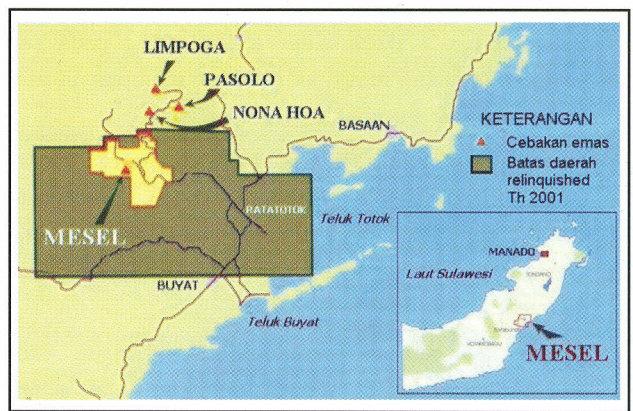 LIMPOGA
PASOLO
NONA HOA
BASAAN
KETERANGAN
Cebakan emas
Batas daerah
relinquished
Th 2001
RATATOTOK
Teluk Totok
MESEL
BUYAT
Teluk Buyat
MANADO
Laut Sulawesi
TONDANO
MESEL